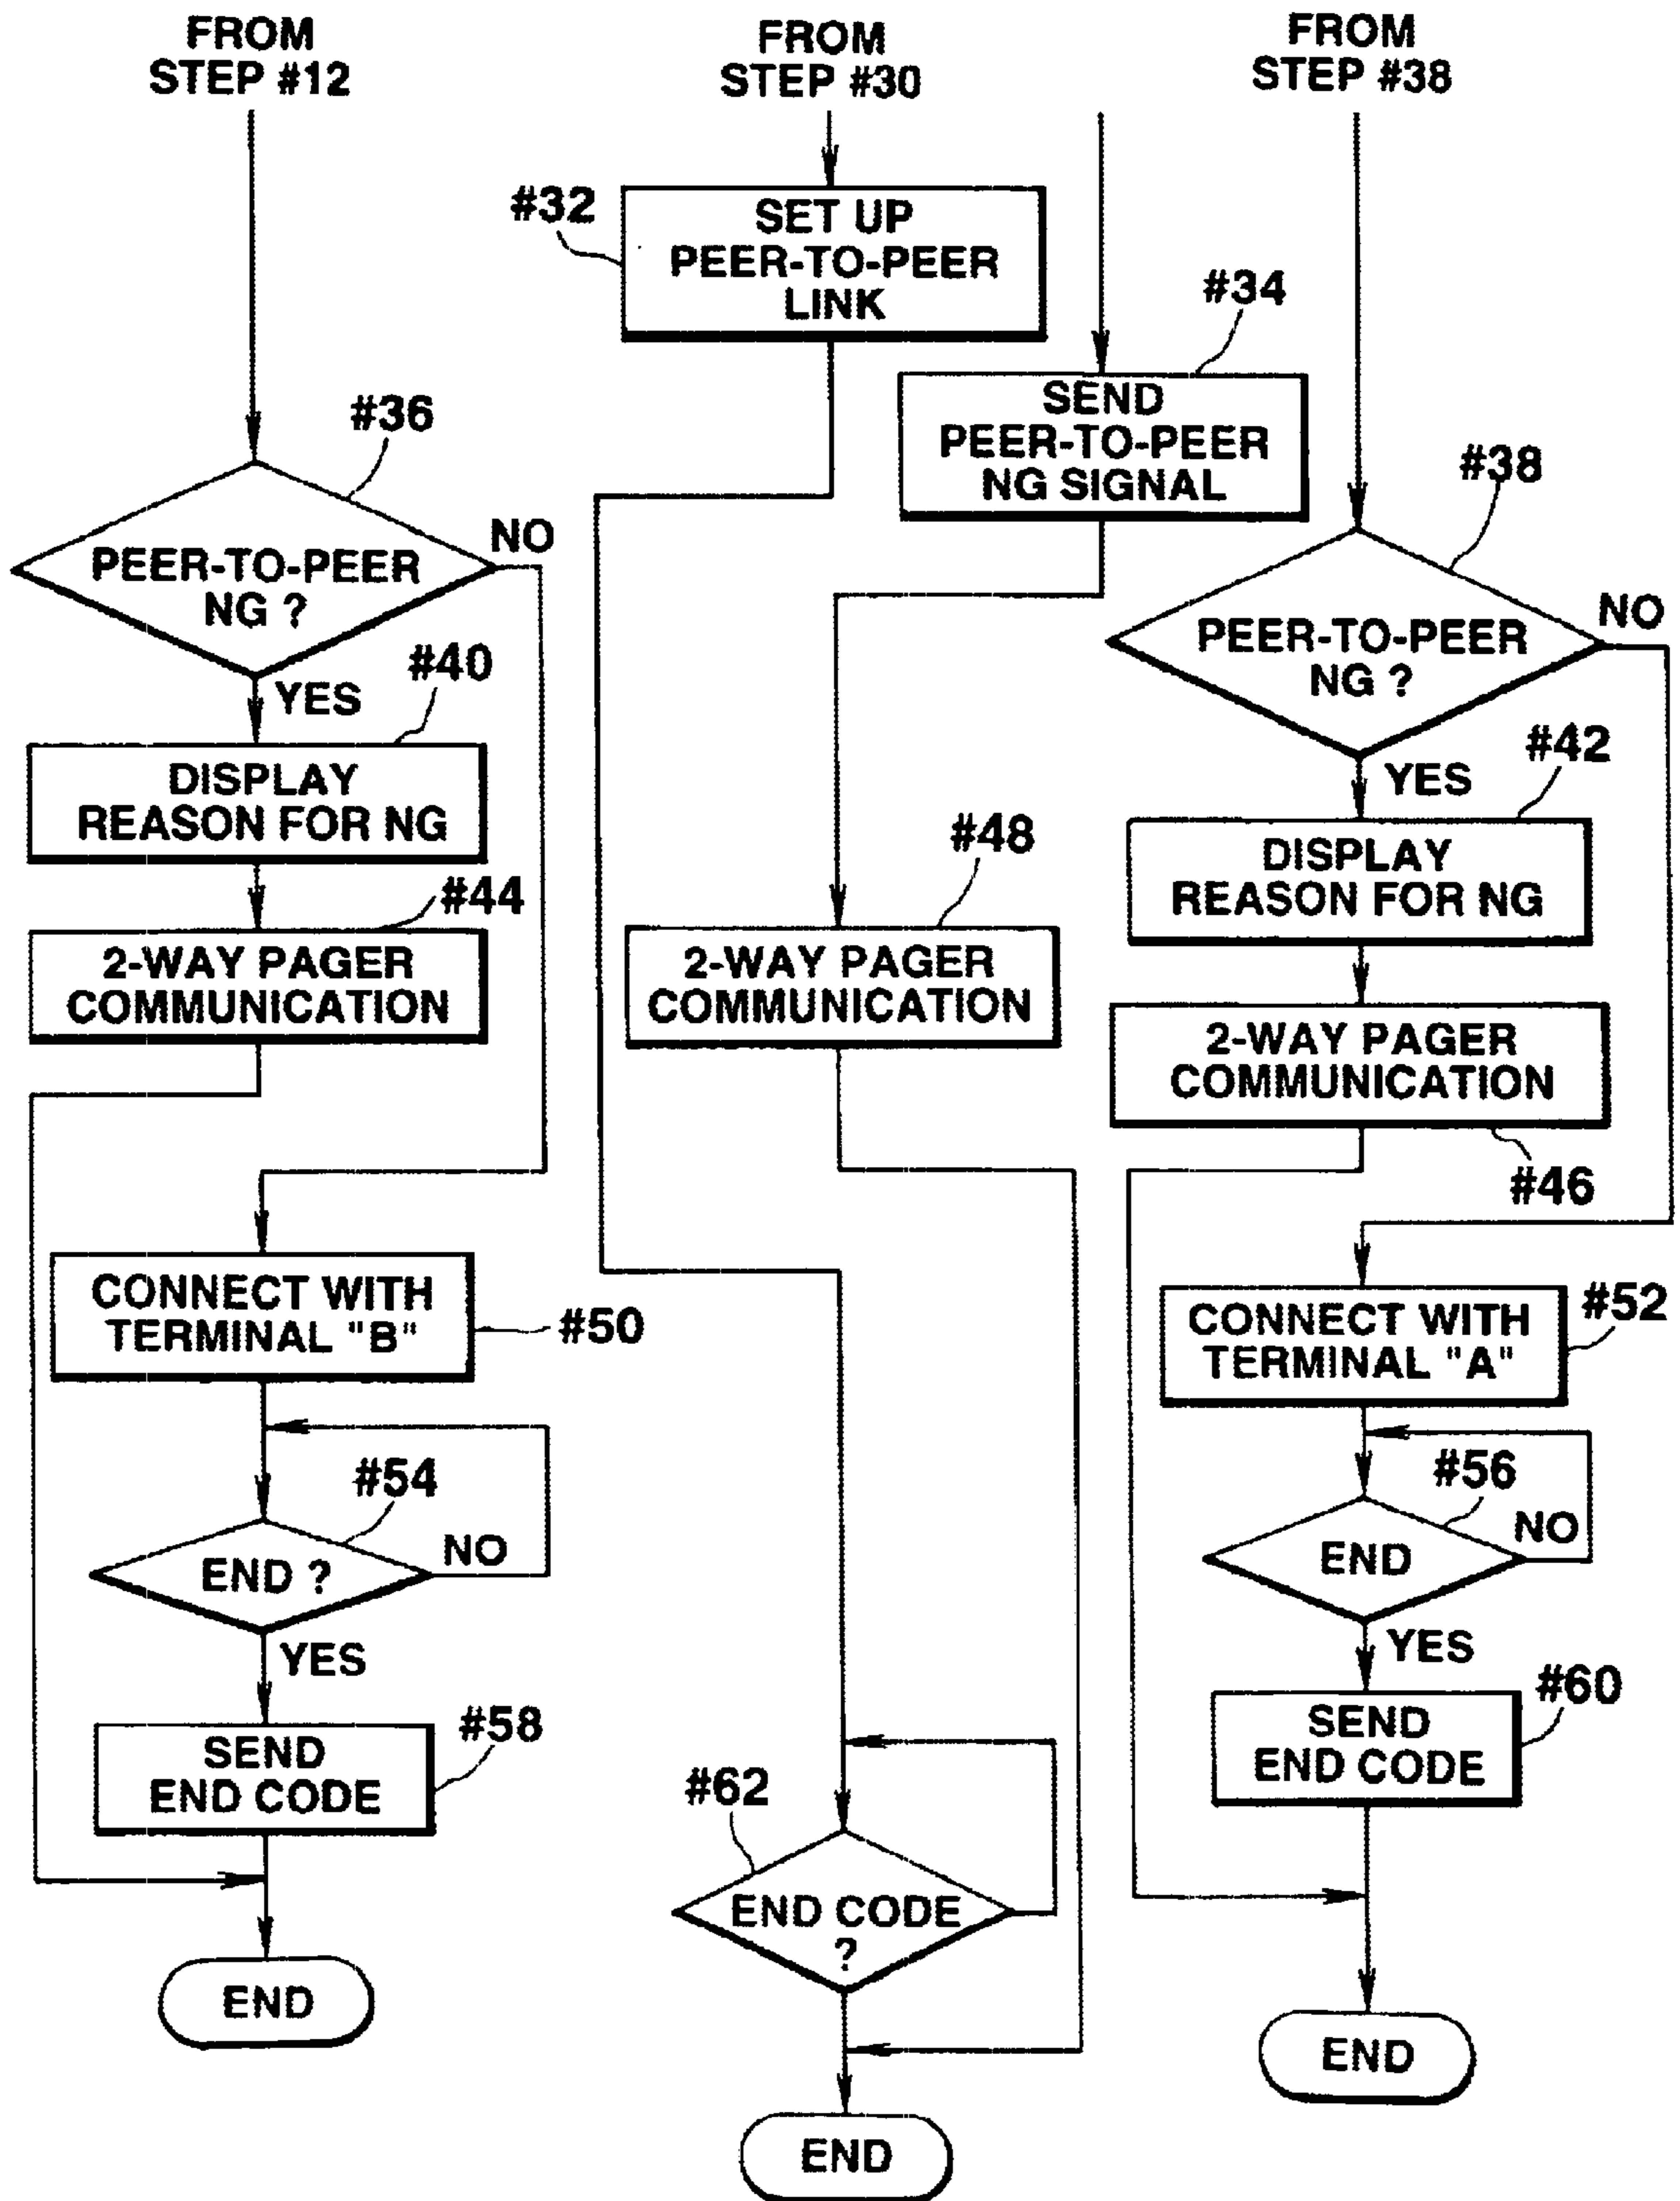 FROM
STEP #12
FROM
STEP #30
FROM
STEP #38
#32
SET UP
PEER-TO-PEER
LINK
#34
SEND
PEER-TO-PEER
NG SIGNAL
#36
PEER-TO-PEER
NG ?
NO
YES
#38
PEER-TO-PEER
NG ?
NO
YES
#40
DISPLAY
REASON FOR NG
#42
DISPLAY
REASON FOR NG
#44
2-WAY PAGER
COMMUNICATION
#48
2-WAY PAGER
COMMUNICATION
2-WAY PAGER
COMMUNICATION
#46
CONNECT WITH
TERMINAL "B"
#50
CONNECT WITH
TERMINAL "A"
#52
#54
END ?
NO
YES
#56
END
NO
YES
#58
SEND
END CODE
#60
SEND
END CODE
#62
END CODE
?
END
END
END